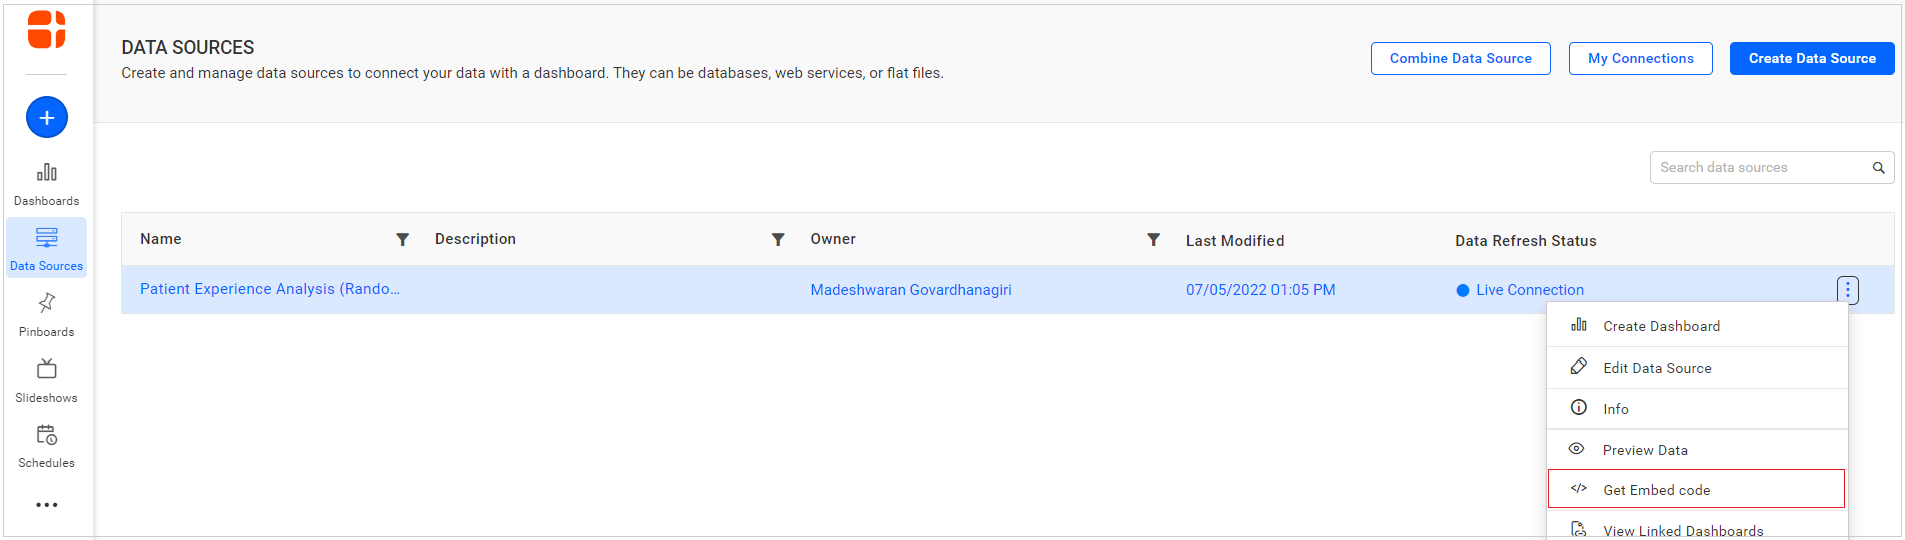 DATA SOURCES
Create and manage data sources to connect your data with a dashboard. They can be databases, web services, or flat files.
Combine Data Source
My Connections
Create Data Source
Dashboards
Data Sources
Pinboards
Slideshows
Schedules
Search data sources
Name Description Owner Last Modified Data Refresh Status
Patient Experience Analysis (Rando... Madeshwaran Govardhanagiri 07/05/2022 01:05 PM Live Connection
Create Dashboard
Edit Data Source
Info
Preview Data
Get Embed code
View Linked Dashboards